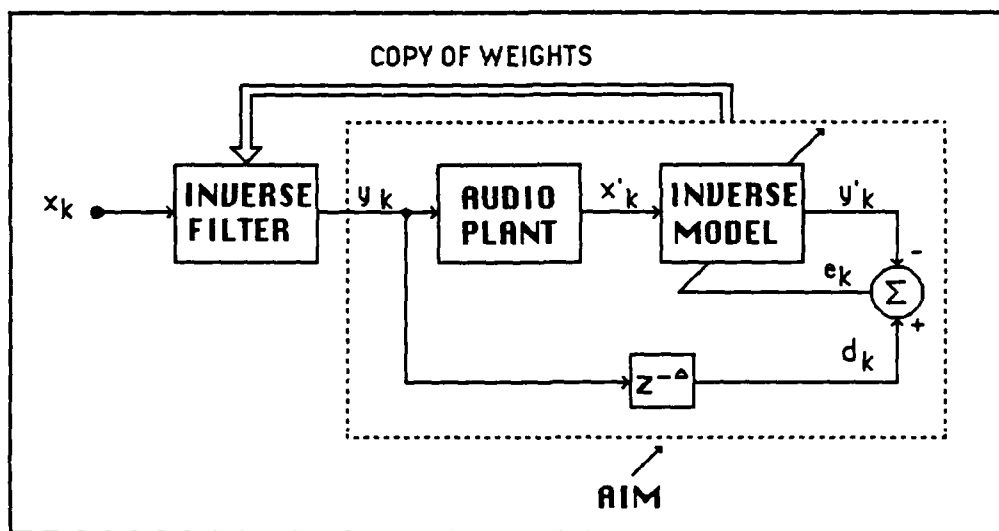 COPY OF WEIGHTS
x_k
INVERSE
FILTER
y_k
AUDIO
PLANT
x'_k
INVERSE
MODEL
y'_k
-
e_k
Σ
+
d_k
z^{-Δ}
AIM